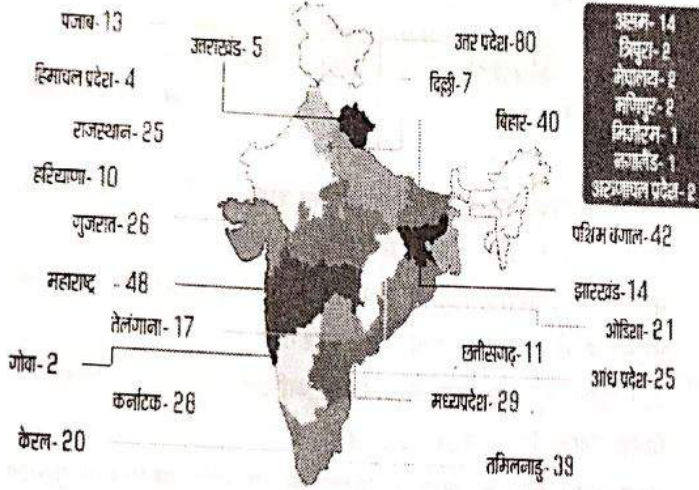 पंजाब- 13
उत्तराखंड- 5
उत्तर प्रदेश-80
असम- 14
त्रिपुरा- 2
मेघालय- 2
मणिपुर- 2
मिजोरम- 1
नगालैंड- 1
अरुणाचल प्रदेश- 2
हिमाचल प्रदेश- 4
दिल्ली- 7
राजस्थान- 25
बिहार- 40
हरियाणा- 10
गुजरात- 26
पश्चिम बंगाल- 42
महाराष्ट्र - 48
झारखंड- 14
तेलंगाना- 17
ओडिशा- 21
गोवा- 2
छत्तीसगढ़- 11
आंध्र प्रदेश-25
कर्नाटक- 28
मध्यप्रदेश- 29
केरल- 20
तमिलनाडु- 39